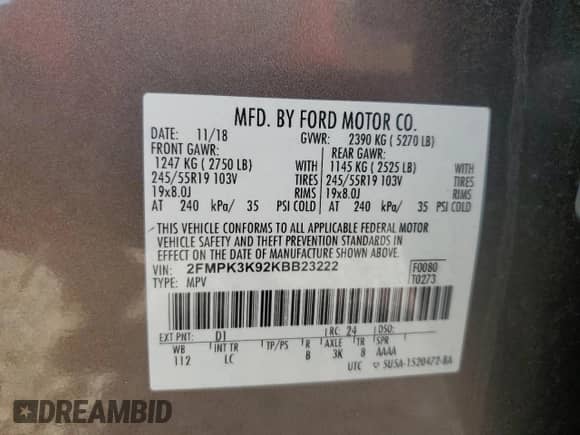 MFD. BY FORD MOTOR CO.
DATE: 11/18 GVWR: 2390 KG ( 5270 LB)
FRONT GAWR: REAR GAWR:
1247 KG ( 2750 LB) WITH 1145 KG ( 2525 LB) WITH
245/55R19 103V TIRES 245/55R19 103V TIRES
19x8.0J RIMS 19x8.0J RIMS
AT 240 kPa/ 35 PSI COLD AT 240 kPa/ 35 PSI COLD
THIS VEHICLE CONFORMS TO ALL APPLICABLE FEDERAL MOTOR
VEHICLE SAFETY AND THEFT PREVENTION STANDARDS IN
EFFECT ON THE DATE OF MANUFACTURE SHOWN ABOVE.
VIN: 2FMPK3K92KBB23222 F0080
TYPE: MPV T0273
EXT PNT: D1 RC: 24 DSO:
WB INT TR TP/PS R AXLE TR SPR
112 LC B 3K 8 AAAA
UTC 5U5A-1520472-BA
DREAMBID